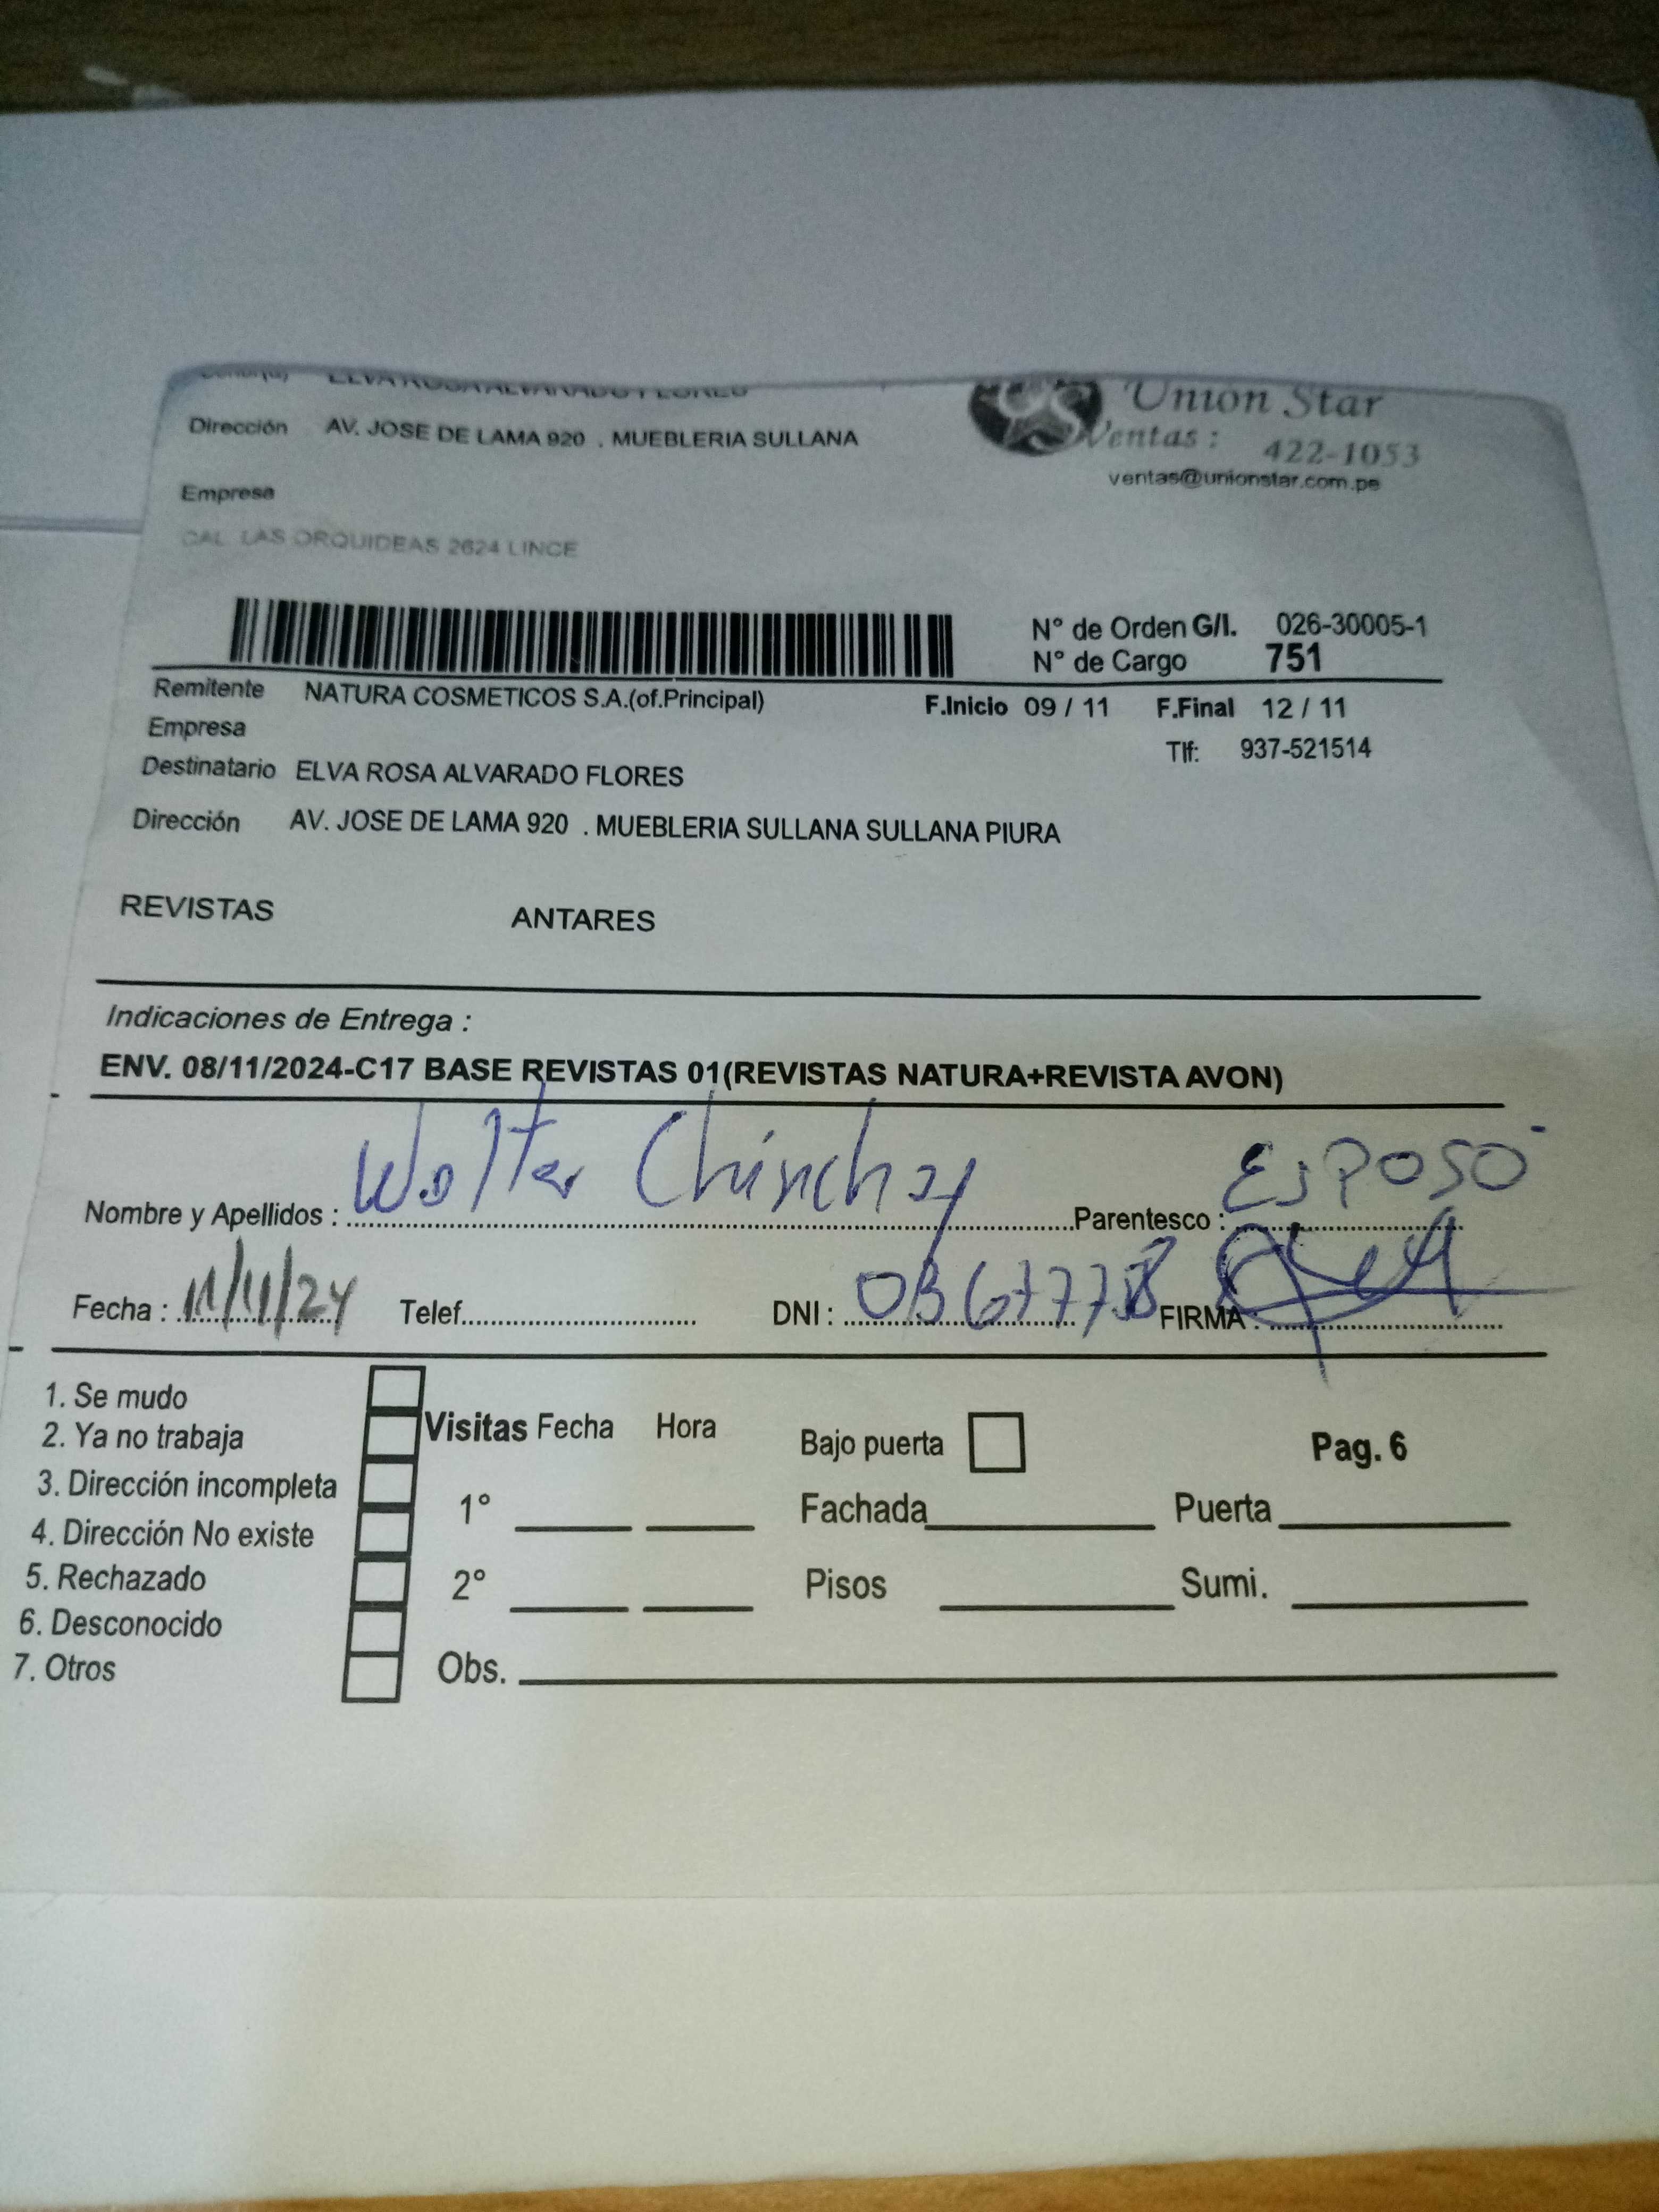 Señor(a) ELVA ROSA ALVARADO FLORES
Union Star
Dirección AV. JOSE DE LAMA 920 . MUEBLERIA SULLANA
Ventas : 422-1053
ventas@unionstar.com.pe
Empresa
CAL. LAS ORQUIDEAS 2624 LINCE
N° de Orden G/I. 026-30005-1
N° de Cargo 751
Remitente NATURA COSMETICOS S.A.(of.Principal) F.Inicio 09 / 11 F.Final 12 / 11
Empresa
Tlf: 937-521514
Destinatario ELVA ROSA ALVARADO FLORES
Dirección AV. JOSE DE LAMA 920 . MUEBLERIA SULLANA SULLANA PIURA
REVISTAS ANTARES
Indicaciones de Entrega :
ENV. 08/11/2024-C17 BASE REVISTAS 01(REVISTAS NATURA+REVISTA AVON)
Nombre y Apellidos : Walter Chinchay Parentesco : ESPOSO
Fecha : 11/11/24 Telef. DNI : FIRMA :
1. Se mudo
2. Ya no trabaja
3. Dirección incompleta
4. Dirección No existe
5. Rechazado
6. Desconocido
7. Otros
Visitas Fecha Hora
1°
2°
Obs.
Bajo puerta
Pag. 6
Fachada Puerta
Pisos Sumi.